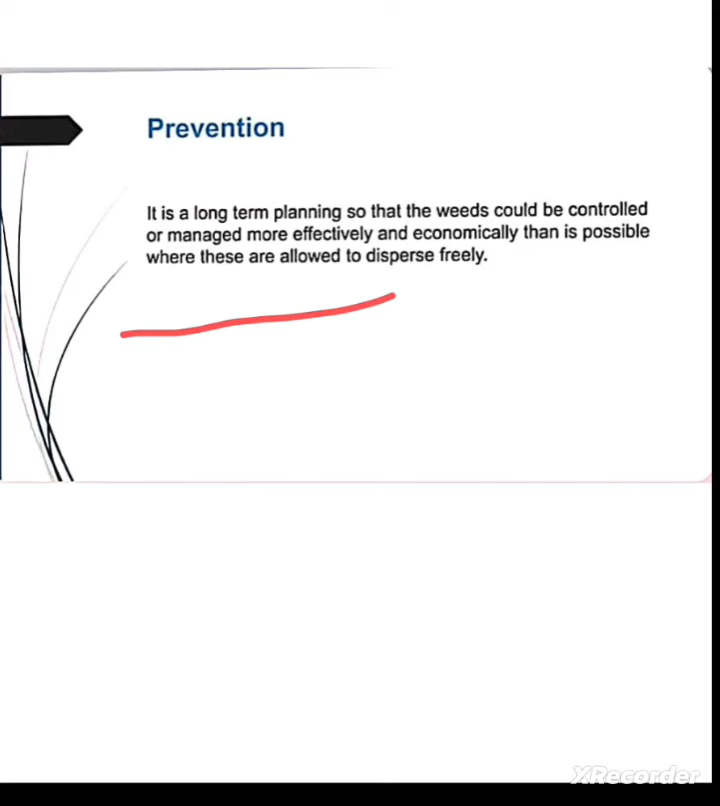 Prevention
It is a long term planning so that the weeds could be controlled
or managed more effectively and economically than is possible
where these are allowed to disperse freely.
XRecorder